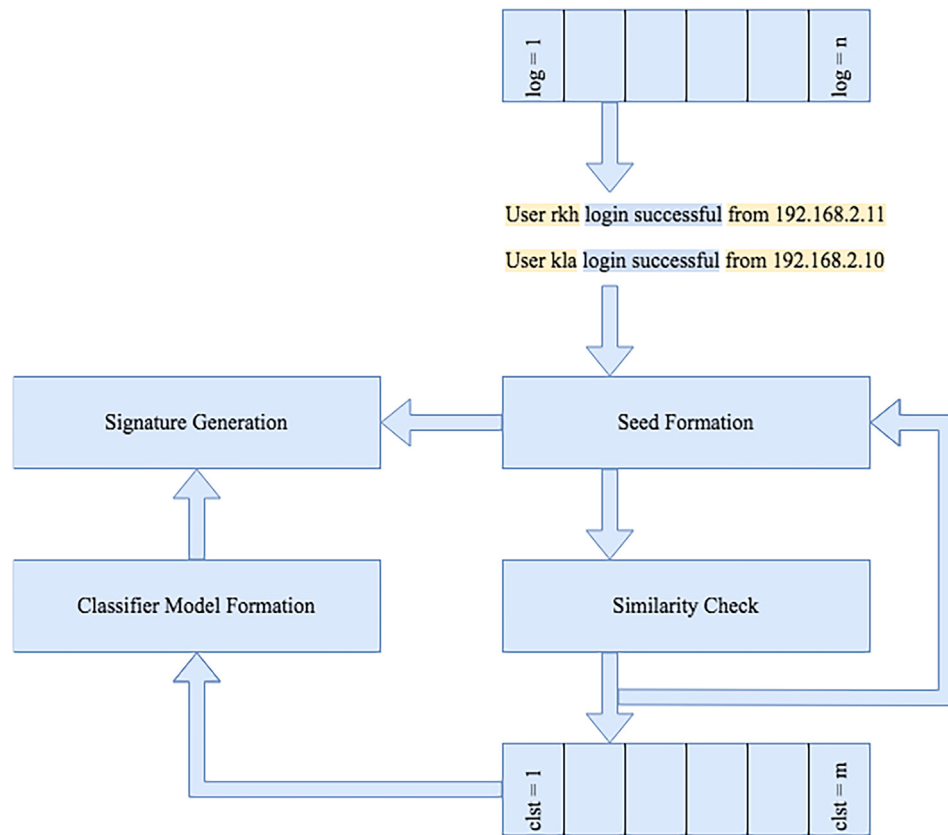 log = 1
log = n
User rkh login successful from 192.168.2.11
User kla login successful from 192.168.2.10
Signature Generation
Seed Formation
Classifier Model Formation
Similarity Check
clst = 1
clst = m